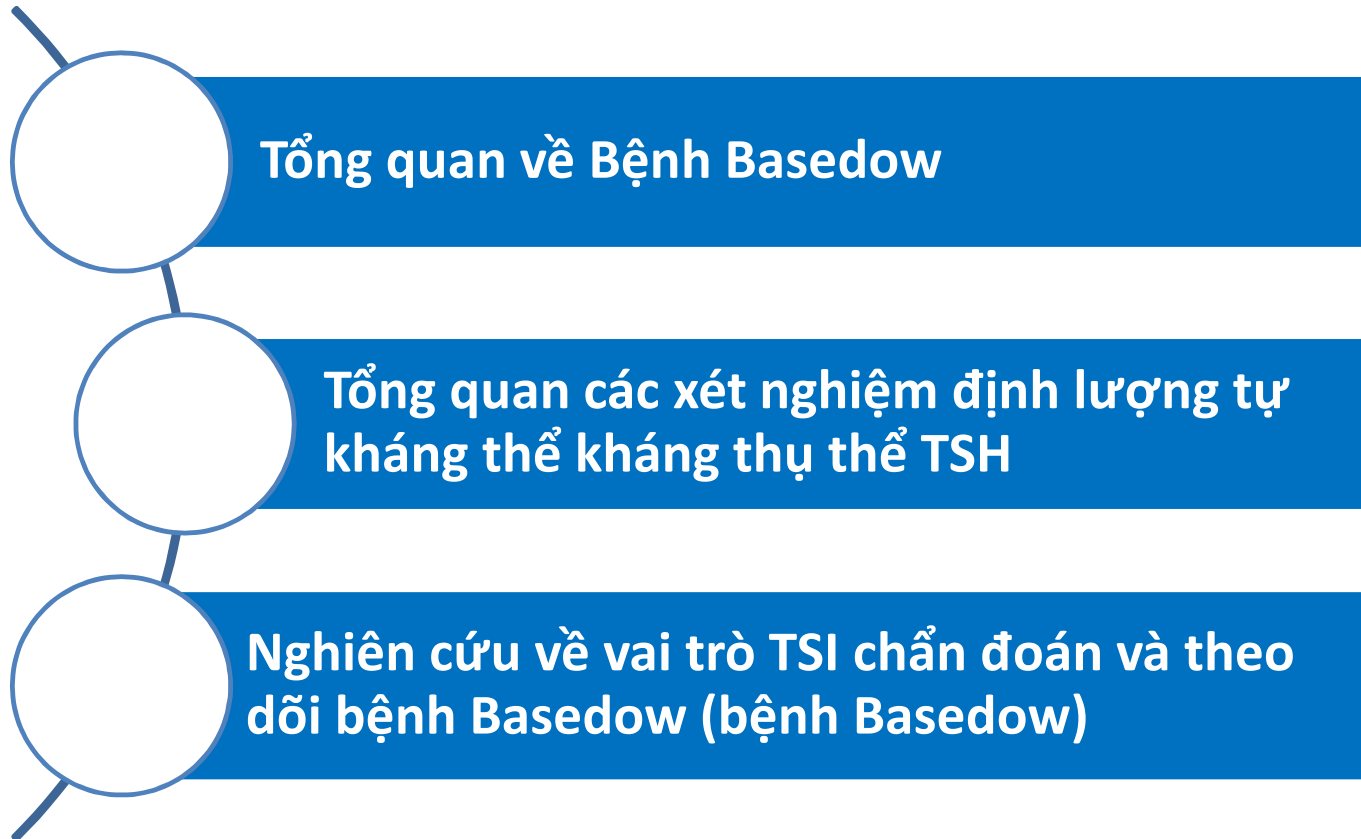 Tổng quan về Bệnh Basedow
Tổng quan các xét nghiệm định lượng tự
kháng thể kháng thụ thể TSH
Nghiên cứu về vai trò TSI chẩn đoán và theo
dõi bệnh Basedow (bệnh Basedow)